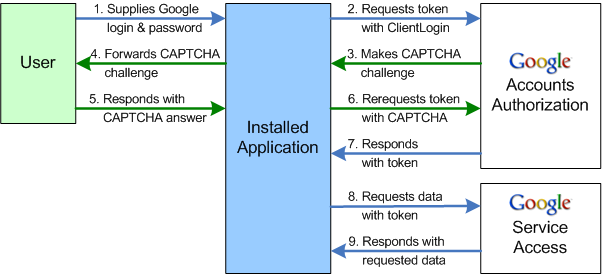 User
1. Supplies Google
login & password
4. Forwards CAPTCHA
challenge
5. Responds with
CAPTCHA answer
Installed
Application
2. Requests token
with ClientLogin
3. Makes CAPTCHA
challenge
6. Rerequests token
with CAPTCHA
7. Responds
with token
8. Requests data
with token
9. Responds with
requested data
Google
Accounts
Authorization
Google
Service
Access